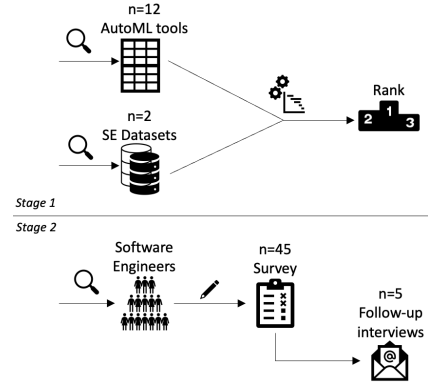 n=12
AutoML tools
n=2
SE Datasets
Rank
2 1 3
Stage 1
Stage 2
Software
Engineers
n=45
Survey
n=5
Follow-up
interviews
@